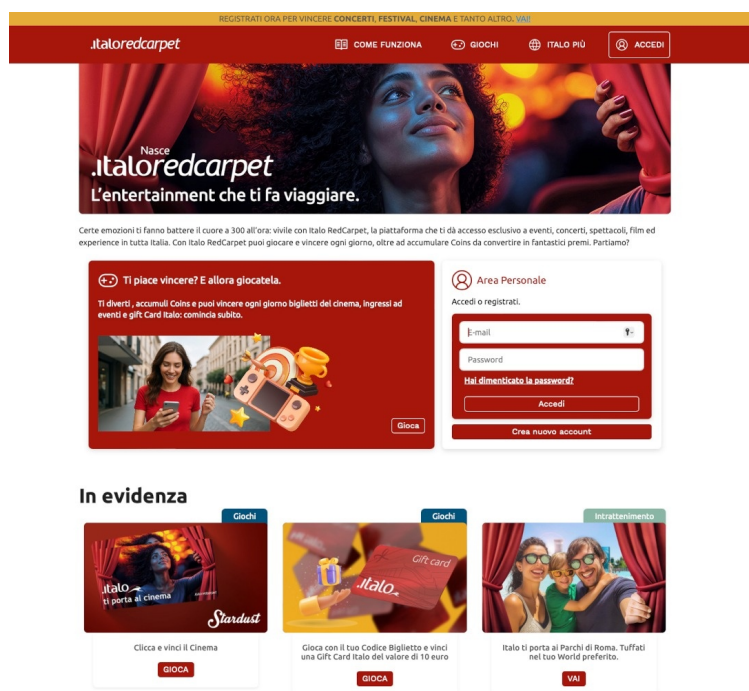 REGISTRATI ORA PER VINCERE CONCERTI, FESTIVAL, CINEMA E TANTO ALTRO. VAI!
.italoredcarpet
COME FUNZIONA
GIOCHI
ITALO PIÙ
ACCEDI
Nasce
.italoredcarpet
L'entertainment che ti fa viaggiare.
Certe emozioni ti fanno battere il cuore a 300 all'ora: vivile con Italo RedCarpet, la piattaforma che ti dà accesso esclusivo a eventi, concerti, spettacoli, film ed
experience in tutta Italia. Con Italo RedCarpet puoi giocare e vincere ogni giorno, oltre ad accumulare Coins da convertire in fantastici premi. Partiamo?
Ti piace vincere? E allora giocatela.
Ti diverti , accumuli Coins e puoi vincere ogni giorno biglietti del cinema, ingressi ad
eventi e gift Card Italo: comincia subito.
Gioca
Area Personale
Accedi o registrati.
E-mail
Password
Hai dimenticato la password?
Accedi
Crea nuovo account
In evidenza
Giochi
.italo
ti porta al cinema
Stardust
Clicca e vinci il Cinema
GIOCA
Giochi
Gift card
.italo
Gioca con il tuo Codice Biglietto e vinci
una Gift Card Italo del valore di 10 euro
GIOCA
Intrattenimento
Italo ti porta ai Parchi di Roma. Tuffati
nel tuo World preferito.
VAI